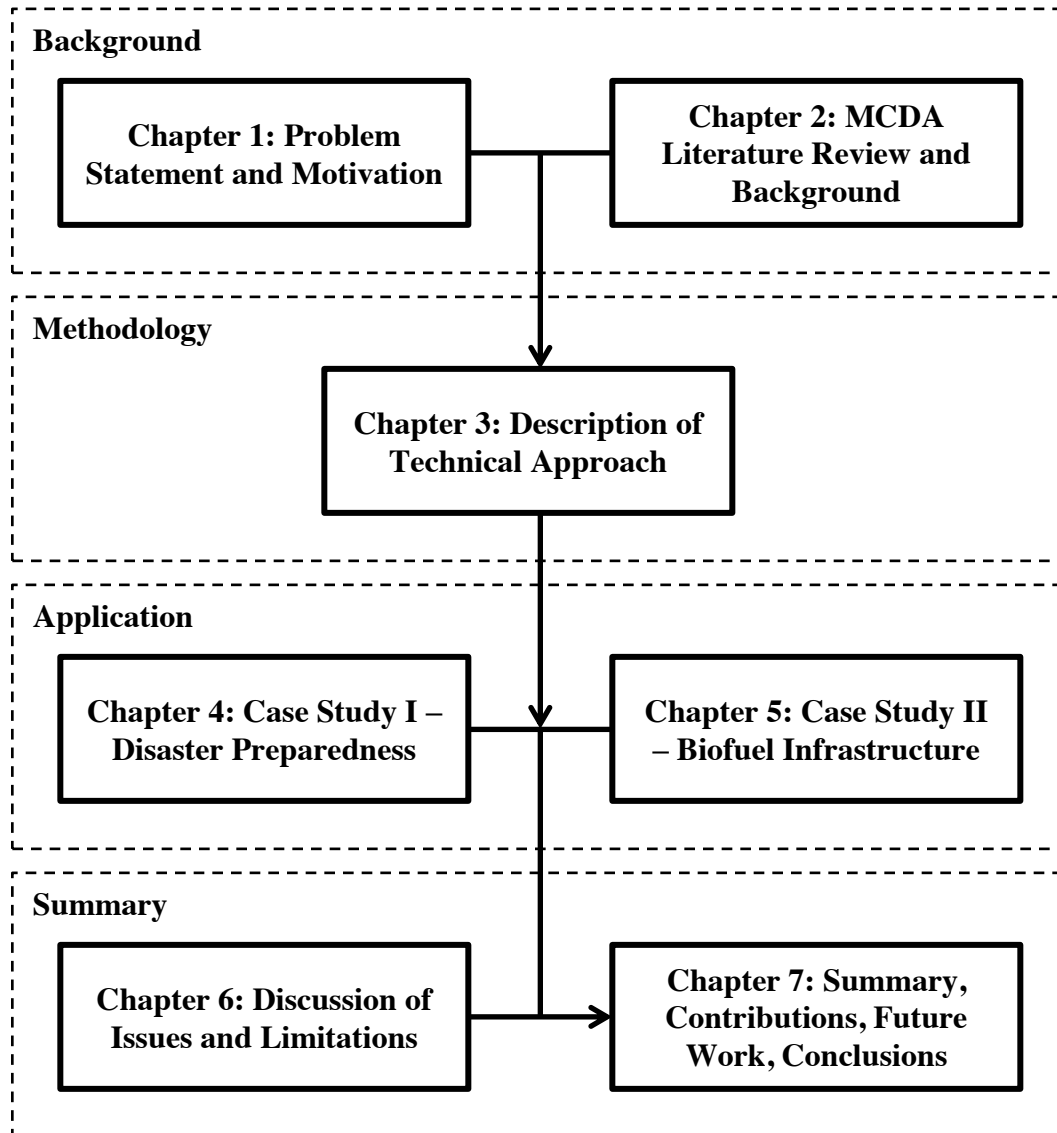 Background
Chapter 1: Problem
Statement and Motivation
Chapter 2: MCDA
Literature Review and
Background
Methodology
Chapter 3: Description of
Technical Approach
Application
Chapter 4: Case Study I –
Disaster Preparedness
Chapter 5: Case Study II
– Biofuel Infrastructure
Summary
Chapter 6: Discussion of
Issues and Limitations
Chapter 7: Summary,
Contributions, Future
Work, Conclusions